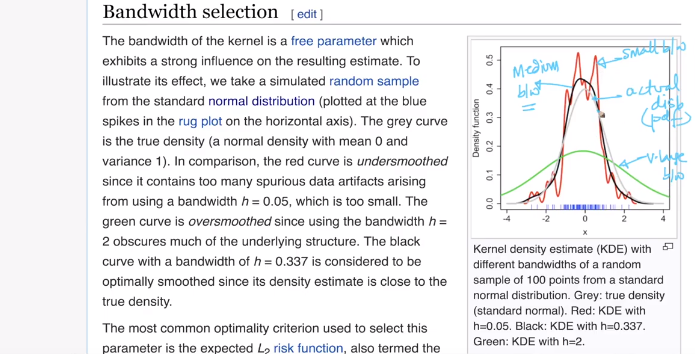 Bandwidth selection [ edit ]
The bandwidth of the kernel is a free parameter which
exhibits a strong influence on the resulting estimate. To
illustrate its effect, we take a simulated random sample
from the standard normal distribution (plotted at the blue
spikes in the rug plot on the horizontal axis). The grey curve
is the true density (a normal density with mean 0 and
variance 1). In comparison, the red curve is undersmoothed
since it contains too many spurious data artifacts arising
from using a bandwidth h = 0.05, which is too small. The
green curve is oversmoothed since using the bandwidth h =
2 obscures much of the underlying structure. The black
curve with a bandwidth of h = 0.337 is considered to be
optimally smoothed since its density estimate is close to the
true density.
The most common optimality criterion used to select this
parameter is the expected L2 risk function, also termed the
small b/w
Medium
b/w
actual
(pdf)
v.large
b/w
Density function
0.5
0.4
0.3
0.2
0.1
0.0
-4 -2 0 2 4
x
Kernel density estimate (KDE) with
different bandwidths of a random
sample of 100 points from a standard
normal distribution. Grey: true density
(standard normal). Red: KDE with
h=0.05. Black: KDE with h=0.337.
Green: KDE with h=2.